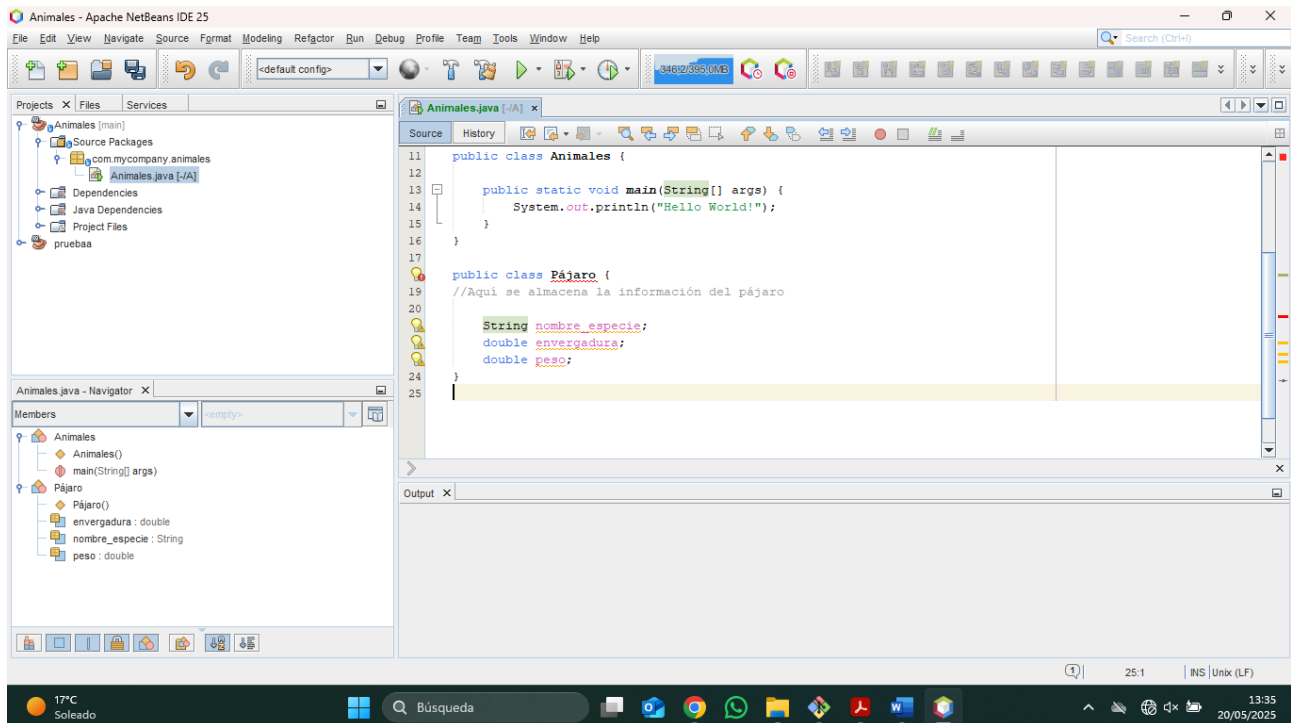 Animales - Apache NetBeans IDE 25
File Edit View Navigate Source Format Modeling Refactor Run Debug Profile Team Tools Window Help
Search (Ctrl+I)
<default config>
346,2/395,0MB
Projects Files Services
Animales [main]
Source Packages
com.mycompany.animales
Animales.java [-/A]
Dependencies
Java Dependencies
Project Files
pruebaa
Animales.java - Navigator
Members
<empty>
Animales
Animales()
main(String[] args)
Pájaro
Pájaro()
envergadura : double
nombre_especie : String
peso : double
Animales.java [-/A]
Source History
11 public class Animales {
12
13 public static void main(String[] args) {
14 System.out.println("Hello World!");
15 }
16 }
17
public class Pájaro {
19 //Aquí se almacena la información del pájaro
20
String nombre_especie;
double envergadura;
double peso;
24 }
25
Output
1 25:1 INS Unix (LF)
17°C
Soleado
Búsqueda
13:35
20/05/2025